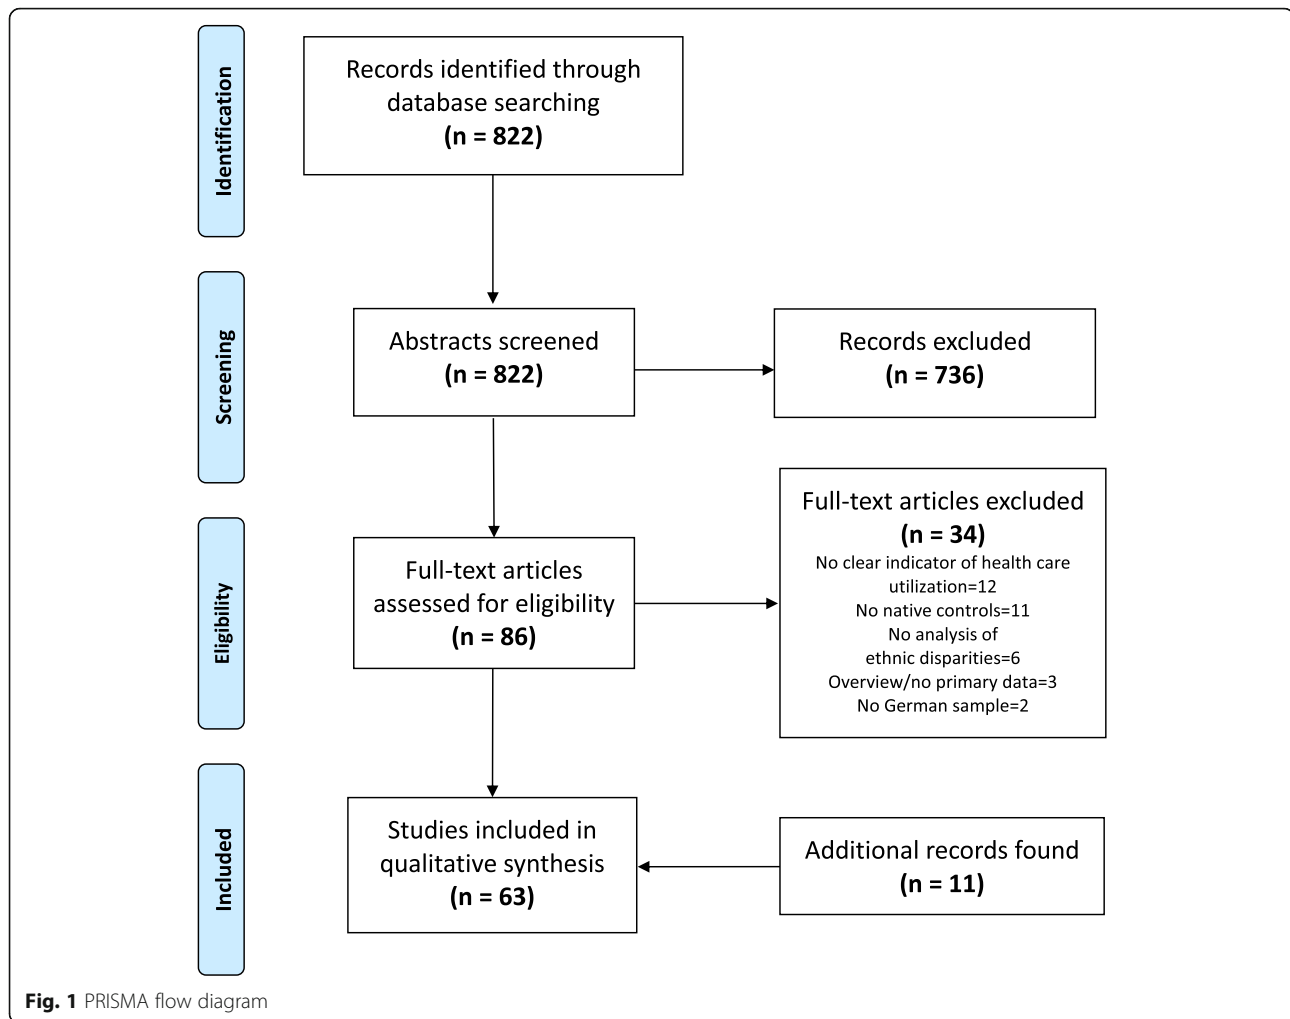 Identification
Records identified through
database searching
(n = 822)
Screening
Abstracts screened
(n = 822)
Records excluded
(n = 736)
Eligibility
Full-text articles
assessed for eligibility
(n = 86)
Full-text articles excluded
(n = 34)
No clear indicator of health care
utilization=12
No native controls=11
No analysis of
ethnic disparities=6
Overview/no primary data=3
No German sample=2
Included
Studies included in
qualitative synthesis
(n = 63)
Additional records found
(n = 11)
Fig. 1 PRISMA flow diagram